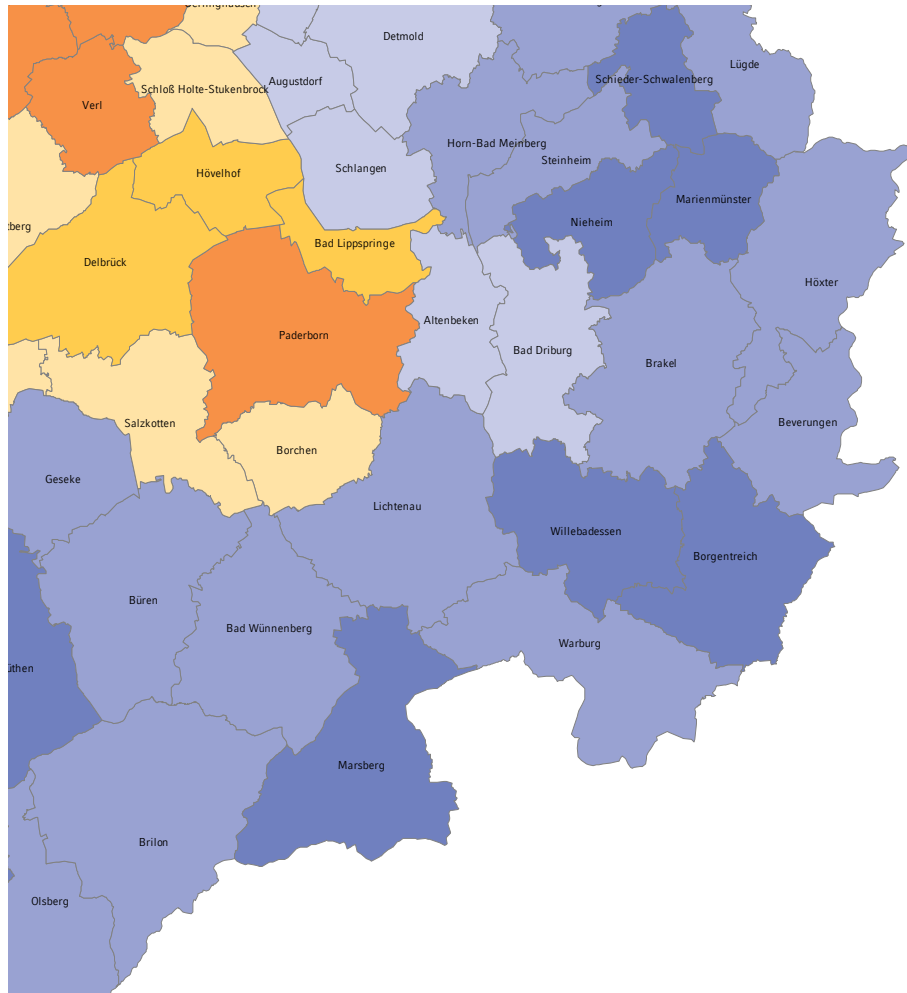 Detmold
Lügde
Schieder-Schwalenberg
Augustdorf
Schloß Holte-Stukenbrock
Verl
Horn-Bad Meinberg
Steinheim
Schlangen
Hövelhof
Marienmünster
Nieheim
berg
Bad Lippspringe
Delbrück
Höxter
Altenbeken
Paderborn
Bad Driburg
Brakel
Salzkotten
Beverungen
Borchen
Geseke
Lichtenau
Willebadessen
Borgentreich
Büren
Bad Wünnenberg
Warburg
üthen
Marsberg
Brilon
Olsberg